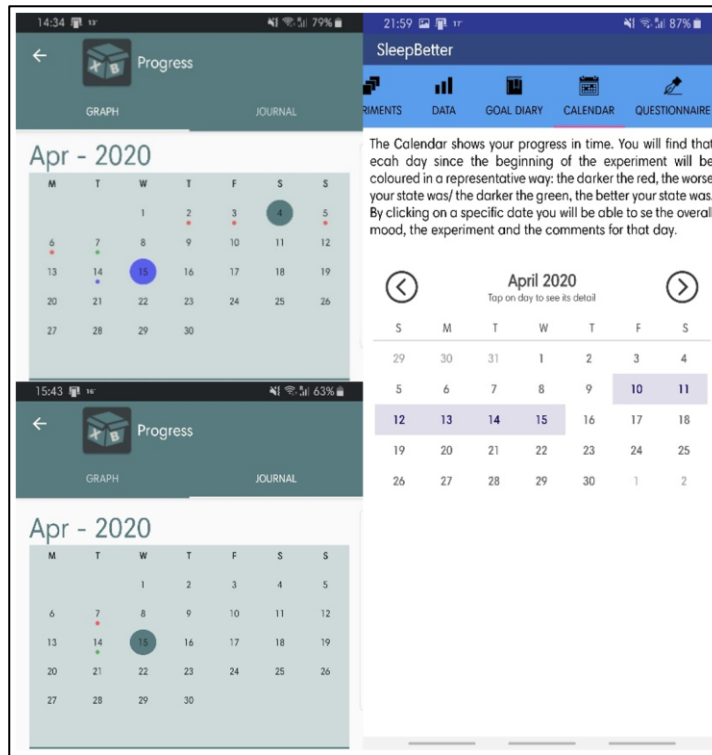 14:34 13° 79%
Progress
GRAPH JOURNAL
Apr - 2020
M T W T F S S
1 2 3 4 5
6 7 8 9 10 11 12
13 14 15 16 17 18 19
20 21 22 23 24 25 26
27 28 29 30
15:43 16° 63%
Progress
GRAPH JOURNAL
Apr - 2020
M T W T F S S
1 2 3 4 5
6 7 8 9 10 11 12
13 14 15 16 17 18 19
20 21 22 23 24 25 26
27 28 29 30
21:59 11° 87%
SleepBetter
RIMENTS DATA GOAL DIARY CALENDAR QUESTIONNAIRE
The Calendar shows your progress in time. You will find that
ecah day since the beginning of the experiment will be
coloured in a representative way: the darker the red, the worse
your state was/ the darker the green, the better your state was.
By clicking on a specific date you will be able to se the overall
mood, the experiment and the comments for that day.
April 2020
Tap on day to see its detail
S M T W T F S
29 30 31 1 2 3 4
5 6 7 8 9 10 11
12 13 14 15 16 17 18
19 20 21 22 23 24 25
26 27 28 29 30 1 2